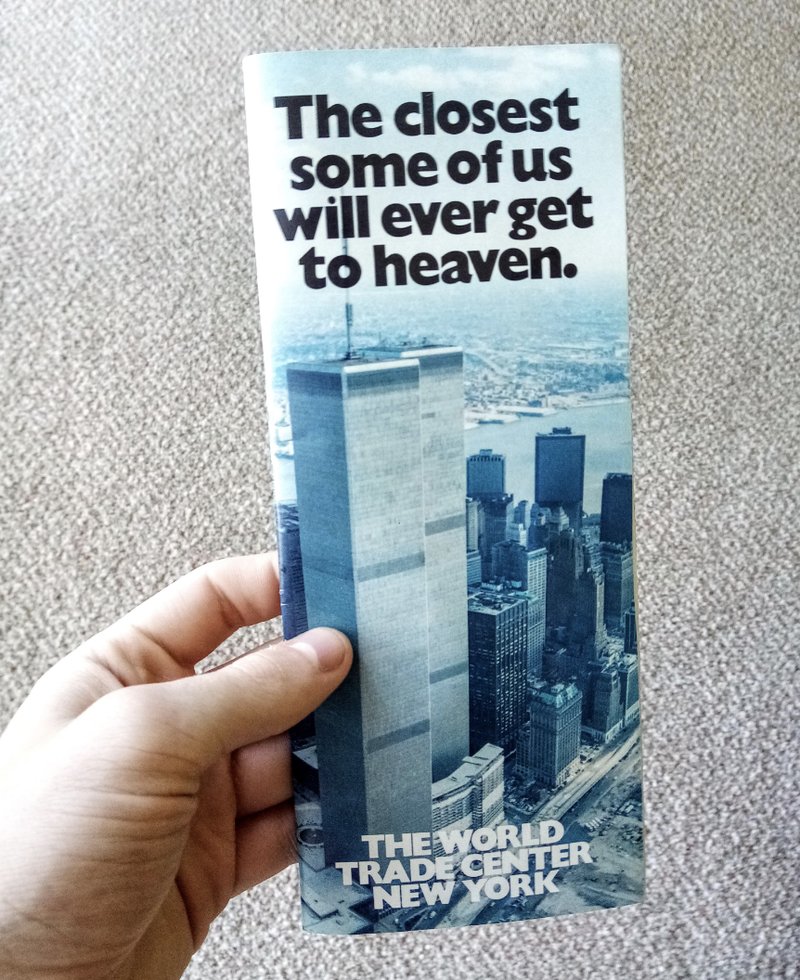 The closest
some of us
will ever get
to heaven.
THE WORLD
TRADE CENTER
NEW YORK